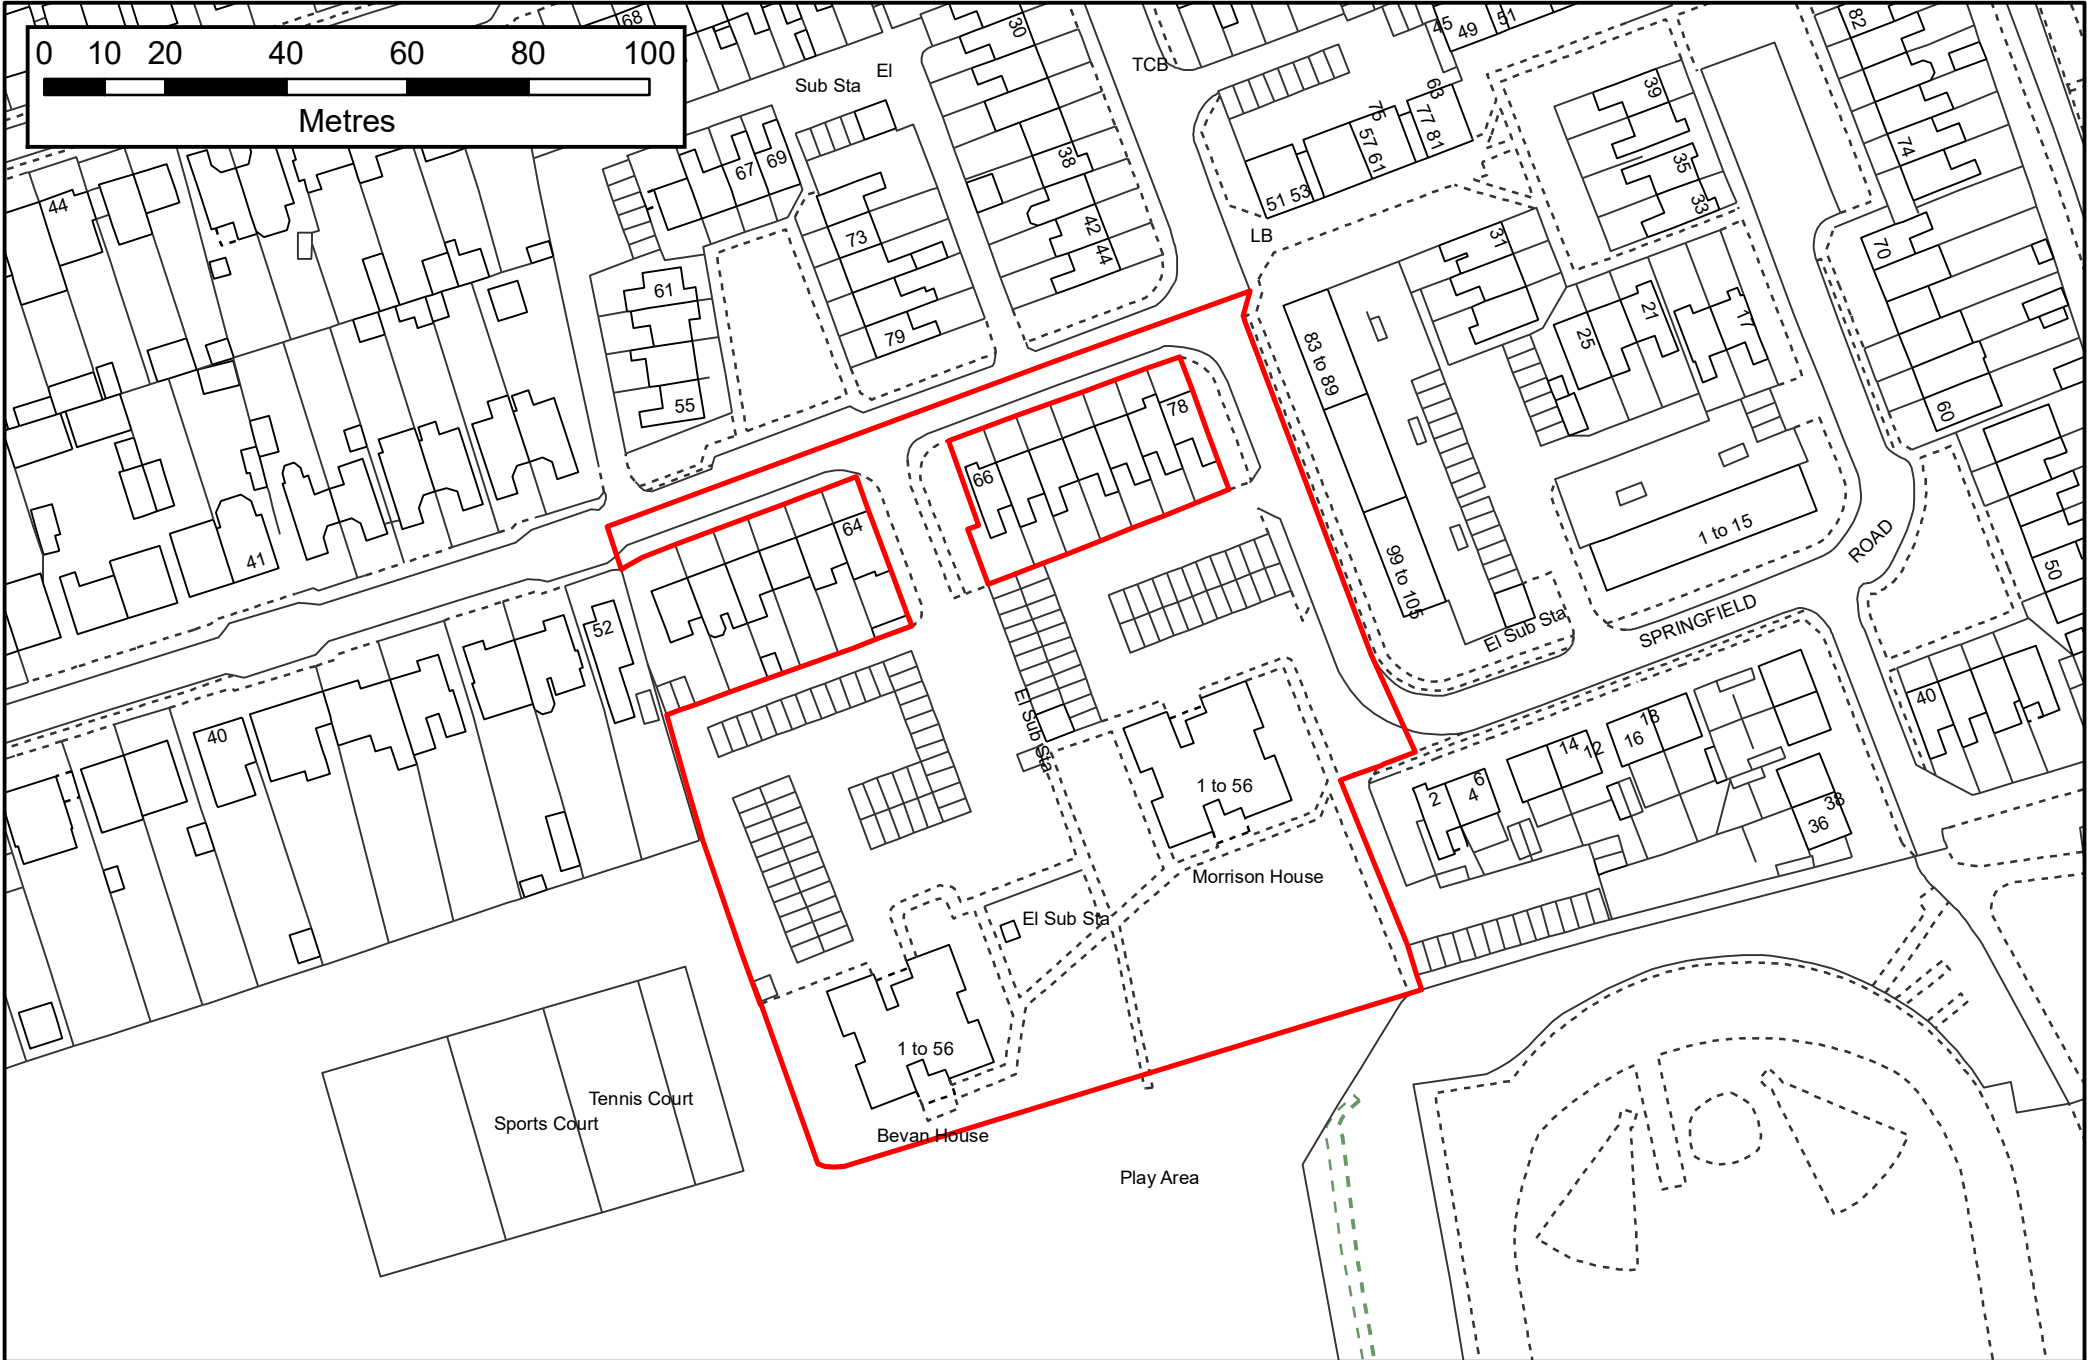 0 10 20 40 60 80 100
Metres
68
30
TCB
45 49 51
82
El
Sub Sta
63
39
75
77 81
57 61
67 69
38
74
35
44
51 53
33
42 44
73
LB
31
70
61
21
17
25
79
83 to 89
55
78
60
66
64
1 to 15
ROAD
41
99 to 105
50
SPRINGFIELD
El Sub Sta
52
40
El Sub Sta
40
18
14 12 16
1 to 56
6
2 4
38
36
Morrison House
El Sub Sta
1 to 56
Tennis Court
Sports Court
Bevan House
Play Area